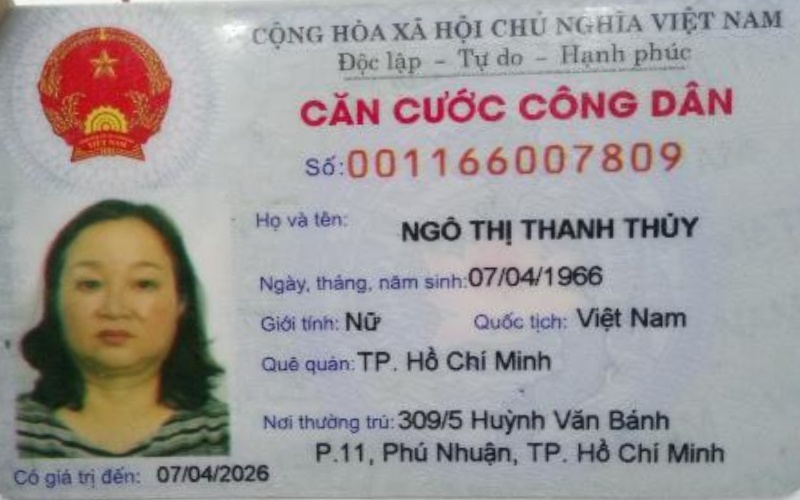 CỘNG HÒA XÃ HỘI CHỦ NGHĨA VIỆT NAM
Độc lập – Tự do – Hạnh phúc
CĂN CƯỚC CÔNG DÂN
Số: 001166007809
Họ và tên: NGÔ THỊ THANH THỦY
Ngày, tháng, năm sinh: 07/04/1966
Giới tính: Nữ Quốc tịch: Việt Nam
Quê quán: TP. Hồ Chí Minh
Nơi thường trú: 309/5 Huỳnh Văn Bánh
P.11, Phú Nhuận, TP. Hồ Chí Minh
Có giá trị đến: 07/04/2026